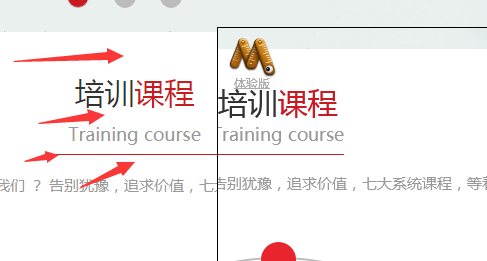 体验版
培训课程
培训课程
Training course
Training course
我们 ？ 告别犹豫，追求价值，七
告别犹豫，追求价值，七大系统课程，等